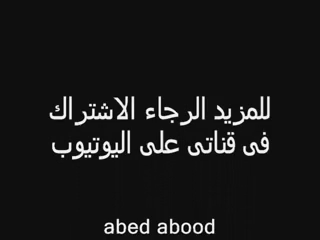 للمزيد الرجاء الاشتراك
فى قناتى على اليوتيوب
abed abood